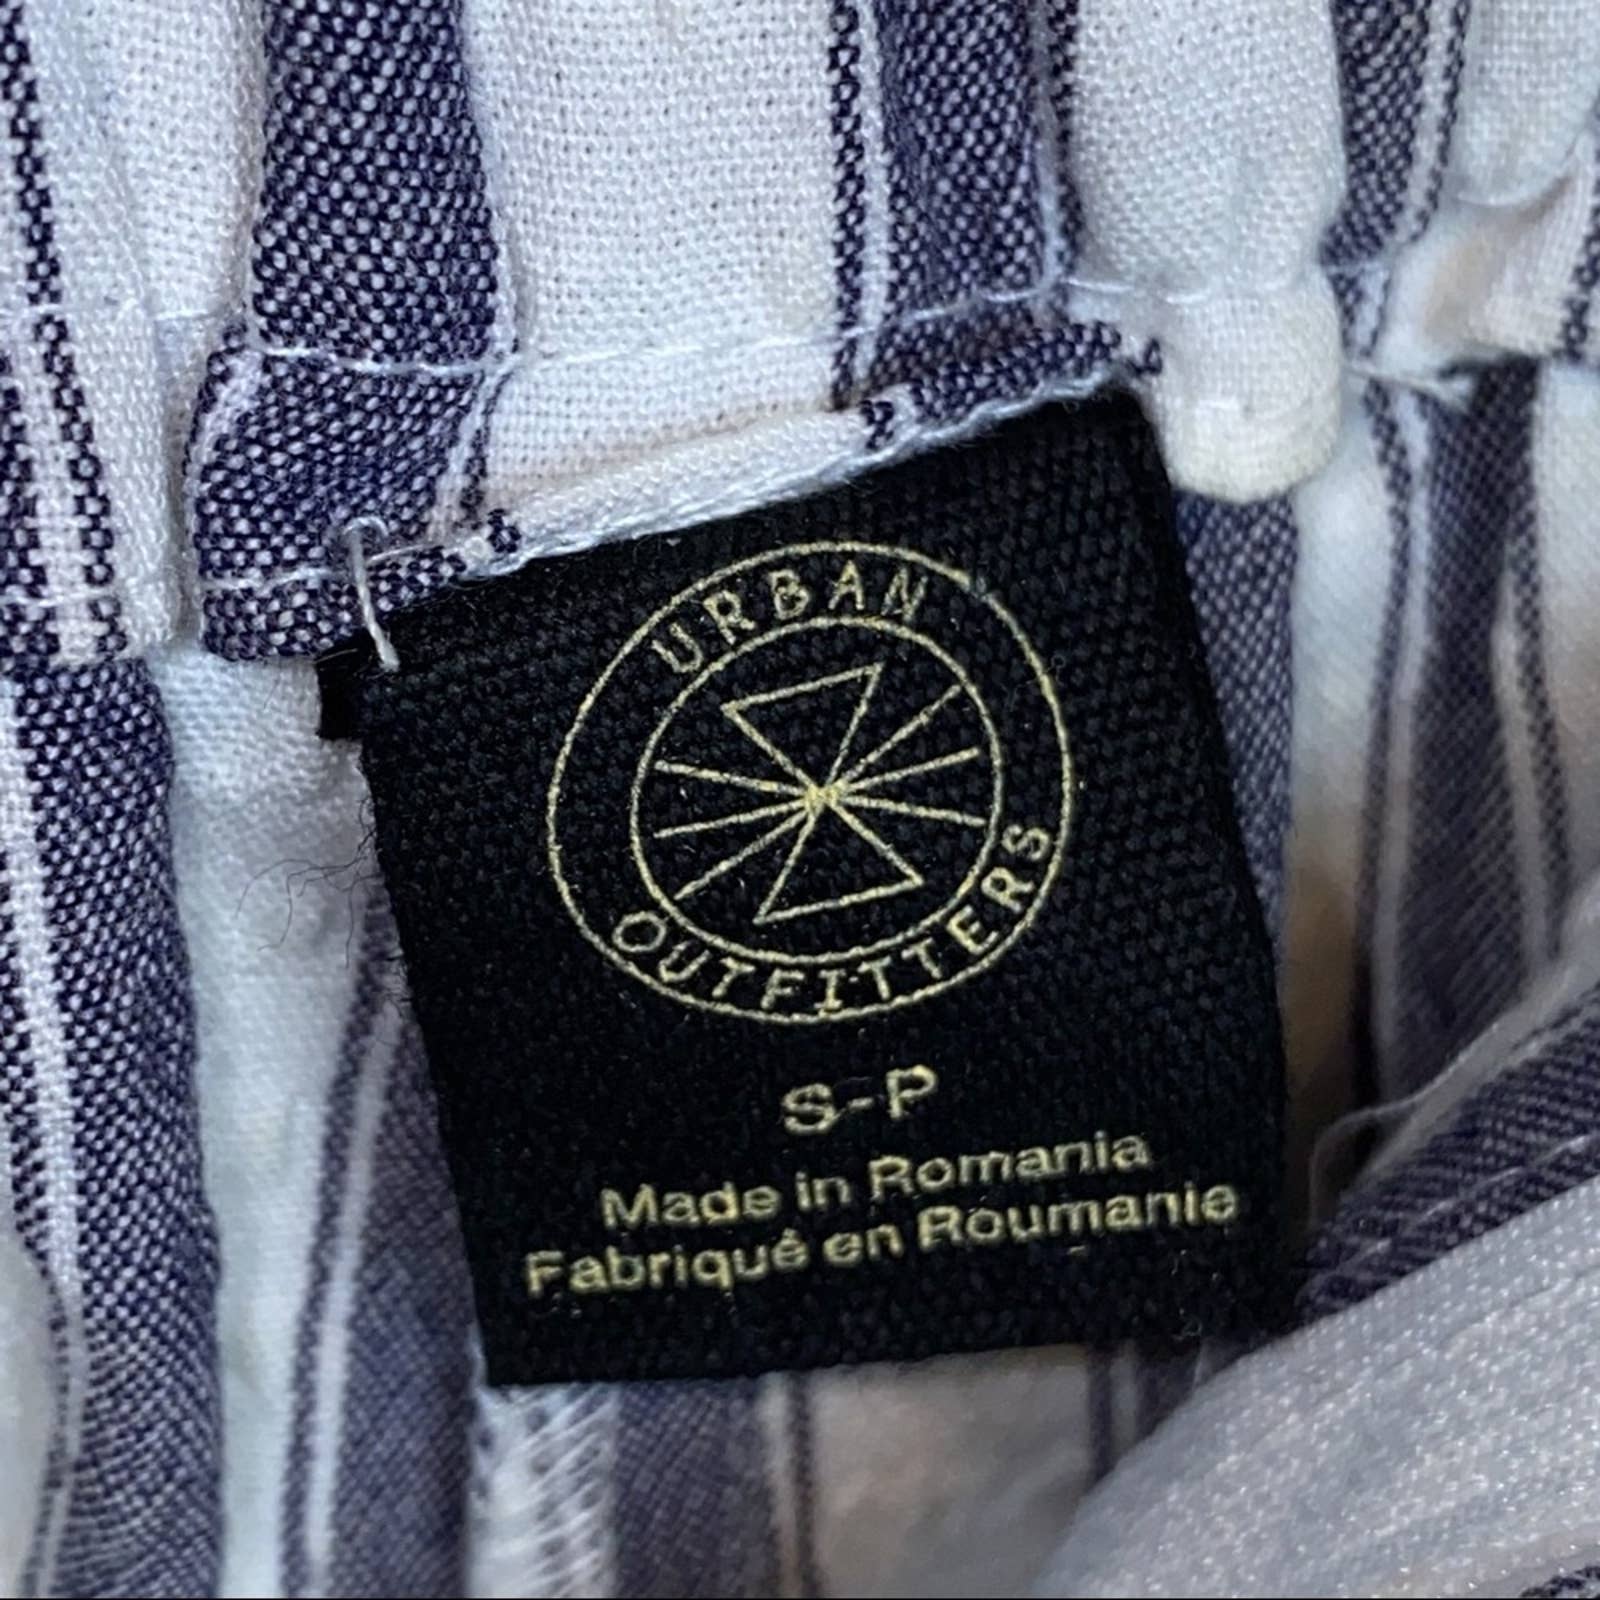 URBAN
OUTFITTERS
S-P
Made in Romania
Fabriqué en Roumanie